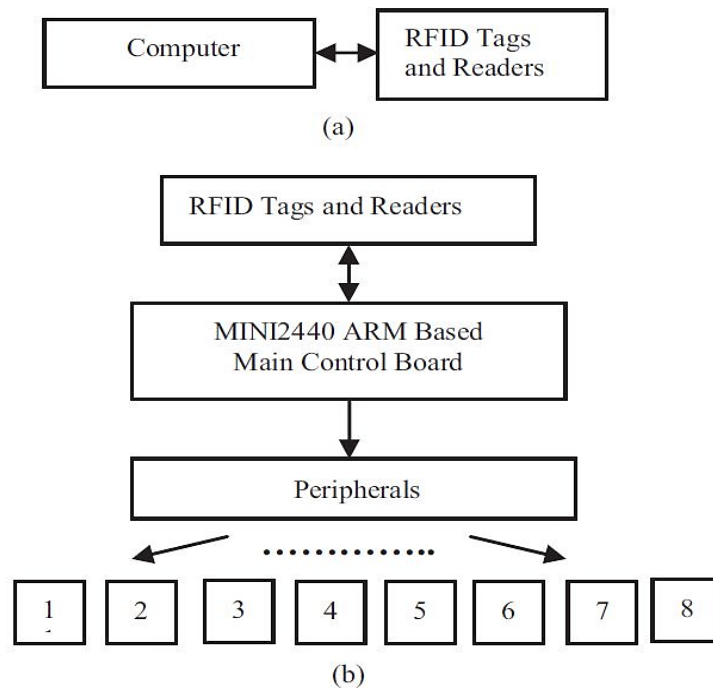 Computer
RFID Tags
and Readers
(a)
RFID Tags and Readers
MINI2440 ARM Based
Main Control Board
Peripherals
1 2 3 4 5 6 7 8
(b)